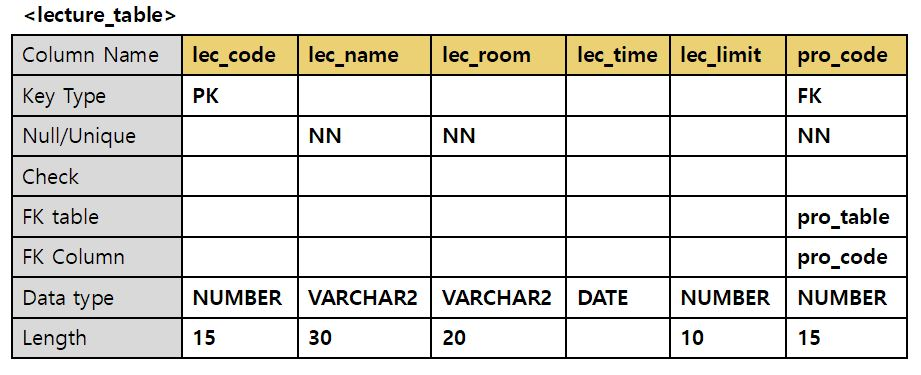 <lecture_table>
Column Name lec_code lec_name lec_room lec_time lec_limit pro_code
Key Type PK FK
Null/Unique NN NN NN
Check
FK table pro_table
FK Column pro_code
Data type NUMBER VARCHAR2 VARCHAR2 DATE NUMBER NUMBER
Length 15 30 20 10 15